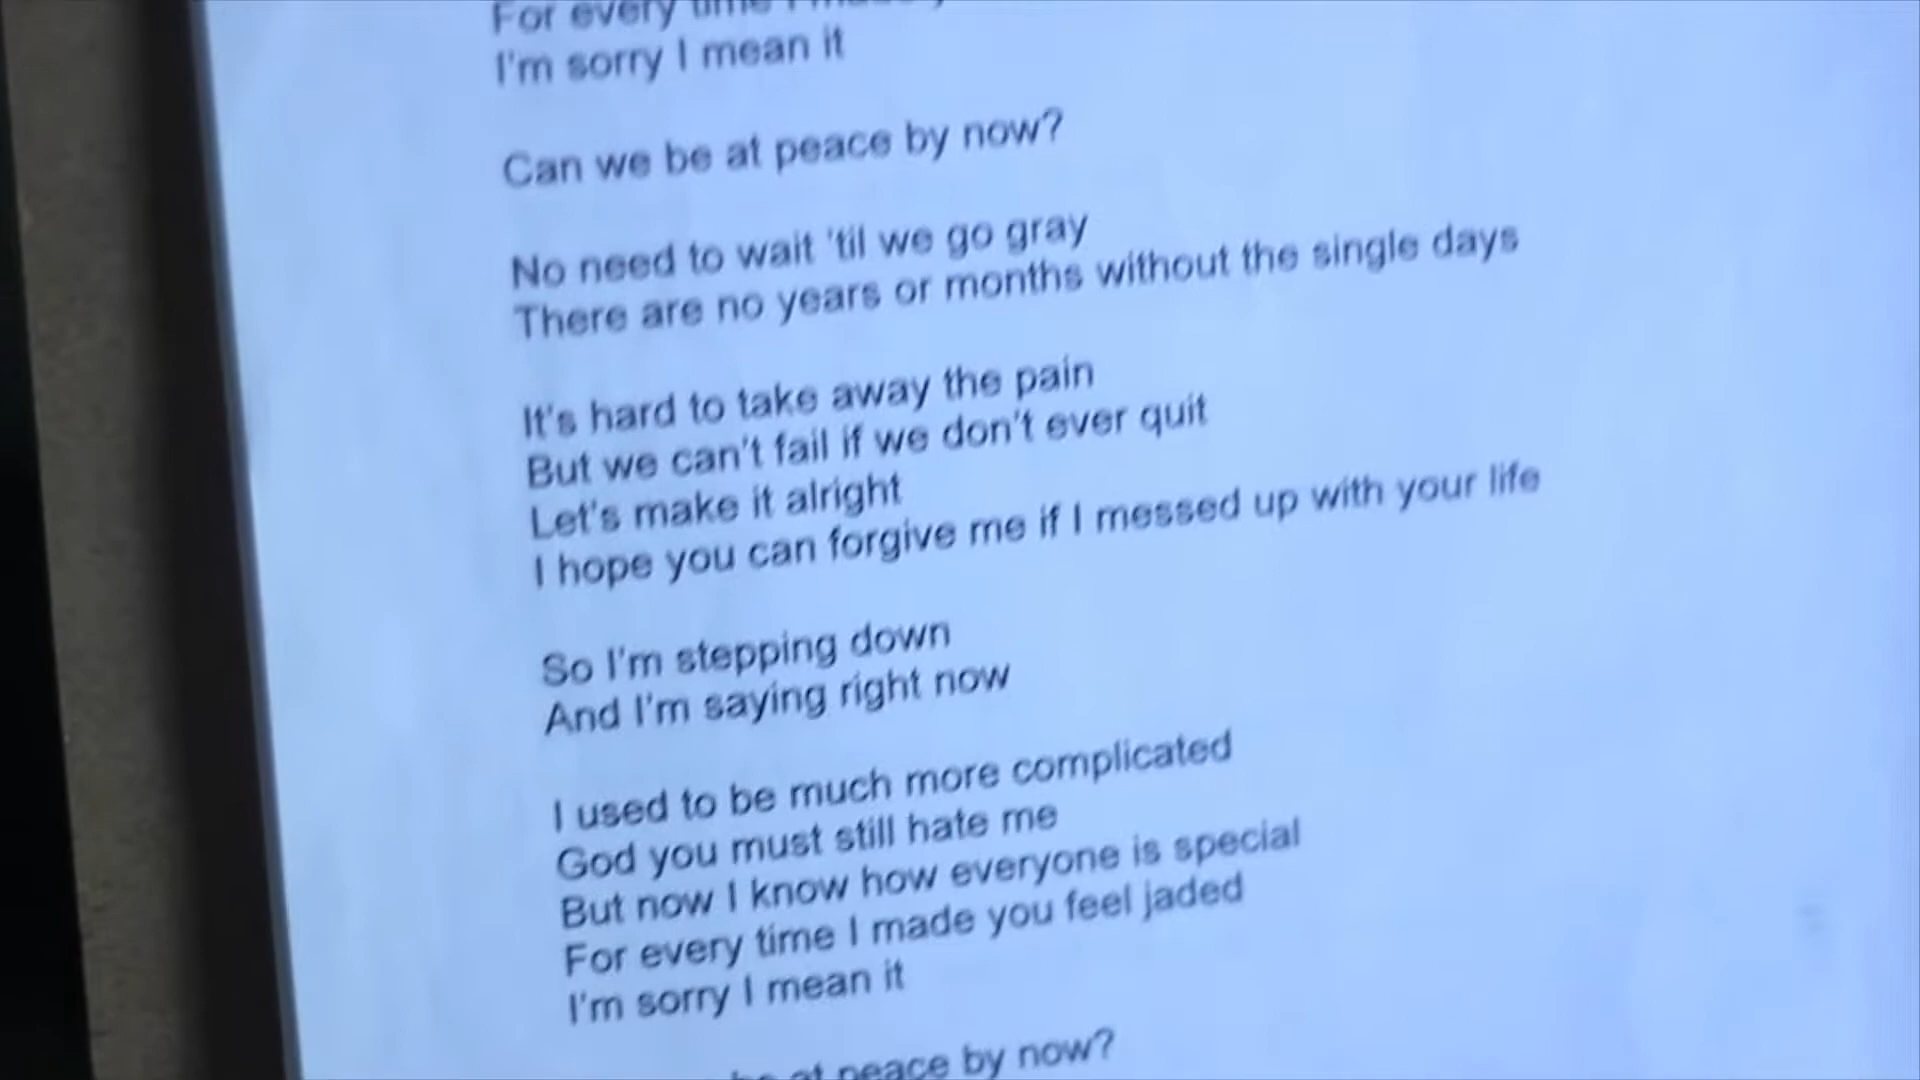 For every time I
I'm sorry I mean it
Can we be at peace by now?
No need to wait 'til we go gray
There are no years or months without the single days
It's hard to take away the pain
But we can't fail if we don't ever quit
Let's make it alright
I hope you can forgive me if I messed up with your life
So I'm stepping down
And I'm saying right now
I used to be much more complicated
God you must still hate me
But now I know how everyone is special
For every time I made you feel jaded
I'm sorry I mean it
be at peace by now?